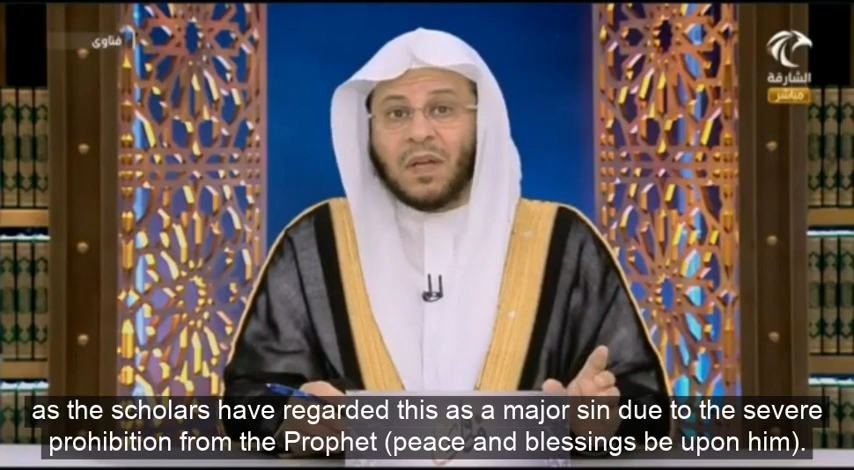 فتاوى
الشارقة
مباشر
as the scholars have regarded this as a major sin due to the severe
prohibition from the Prophet (peace and blessings be upon him).